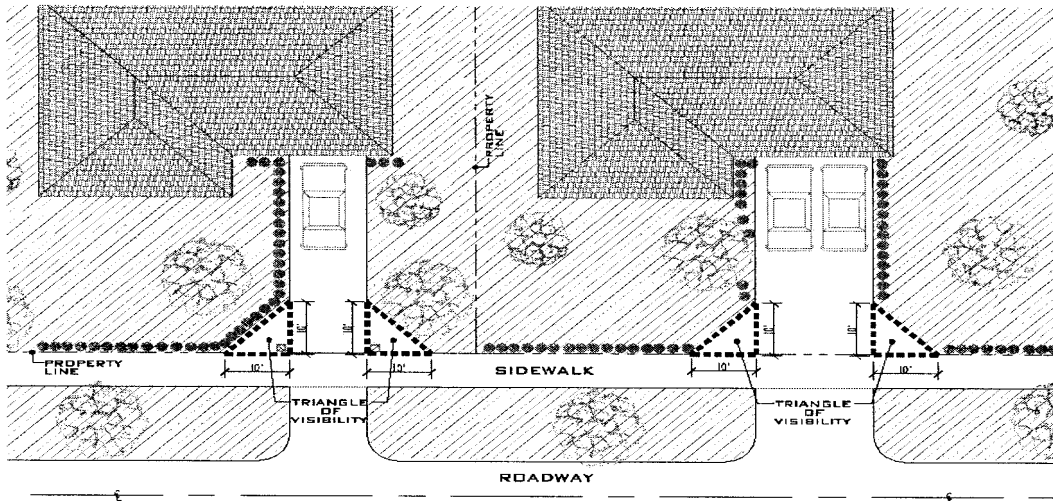 PROPERTY
LINE
10'
10'
10'
10'
PROPERTY
LINE
10'
10'
SIDEWALK
10'
10'
TRIANGLE
OF
VISIBILITY
TRIANGLE
OF
VISIBILITY
ROADWAY